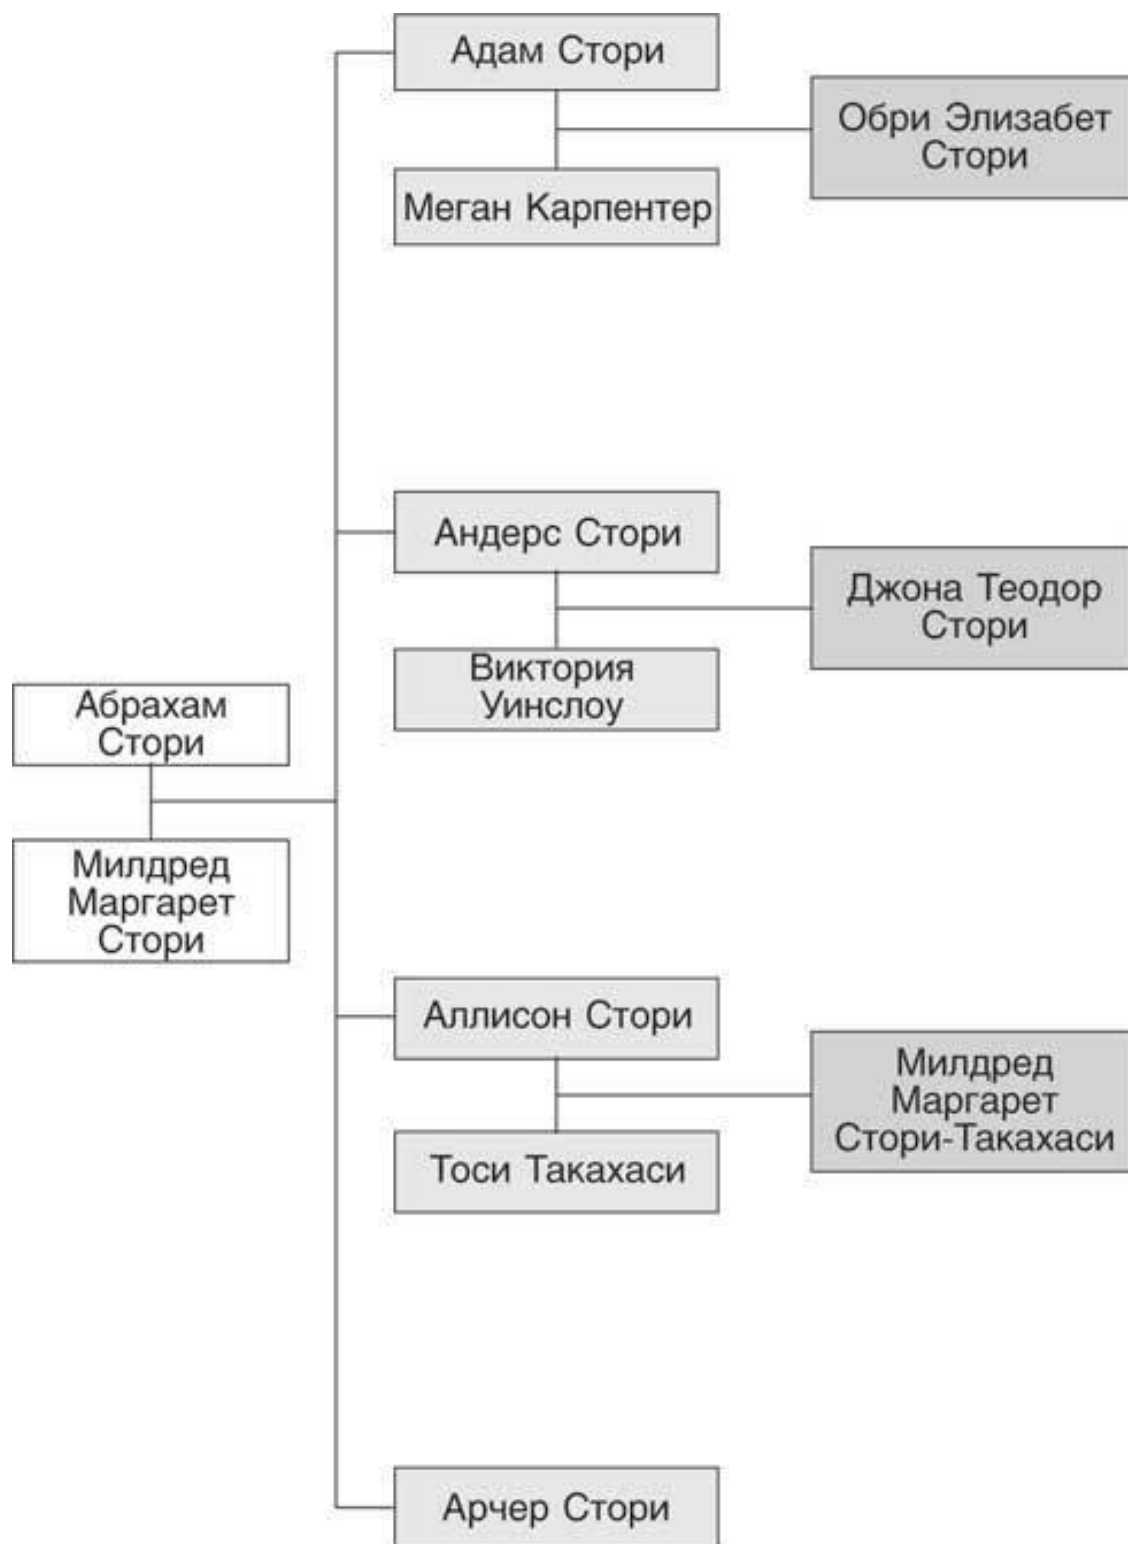 Адам Стори
Обри Элизабет
Стори
Меган Карпентер
Андерс Стори
Джона Теодор
Стори
Виктория
Уинслоу
Абрахам
Стори
Милдред
Маргарет
Стори
Аллисон Стори
Милдред
Маргарет
Стори-Такахаси
Тоси Такахаси
Арчер Стори